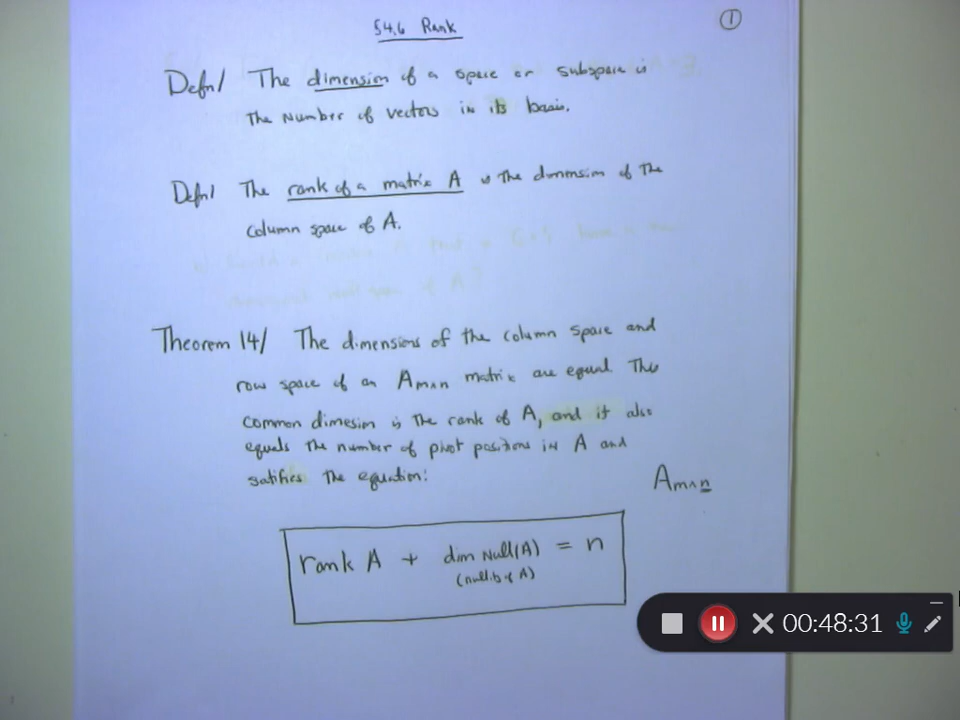 §4.6 Rank
①
Defn/ The dimension of a space or subspace is
the number of vectors in its basis.
Defn/ The rank of a matrix A is the dimension of the
column space of A.
Theorem 14/ The dimensions of the column space and
row space of an Amxn matrix are equal. This
common dimesion is the rank of A, and it also
equals the number of pivot positions in A and
satifies the equation:
Amxn
rank A + dim Null(A) = n
(nullity of A)
00:48:31